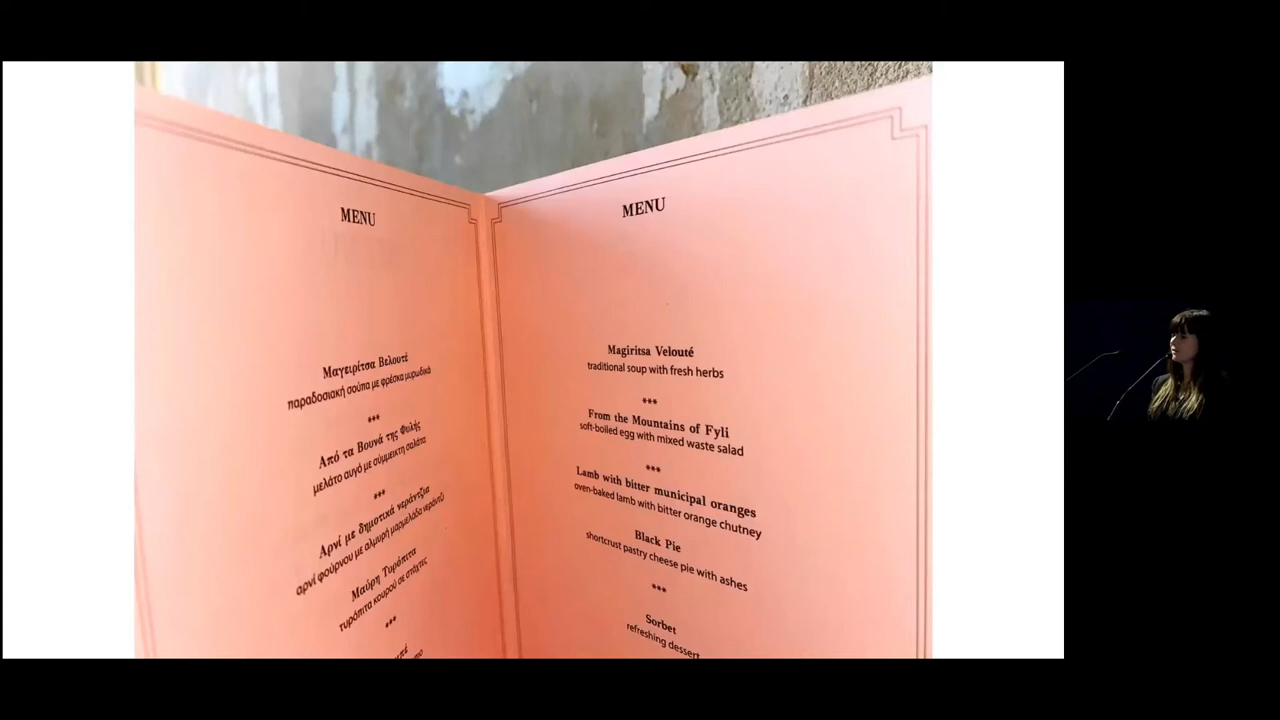 MENU
Μαγειρίτσα Βελουτέ
παραδοσιακή σούπα με φρέσκα μυρωδικά
***
Από τα Βουνά της Φυλής
μελάτο αυγό με σύμμεικτη σαλάτα
***
Αρνί με δημοτικά νεράντζια
αρνί φούρνου με αλμυρή μαρμελάδα νεράντζι
Μαύρη Τυρόπιτα
τυρόπιτα κουρού σε στάχτες
***
MENU
Magiritsa Velouté
traditional soup with fresh herbs
***
From the Mountains of Fyli
soft-boiled egg with mixed waste salad
***
Lamb with bitter municipal oranges
oven-baked lamb with bitter orange chutney
Black Pie
shortcrust pastry cheese pie with ashes
***
Sorbet
refreshing dessert